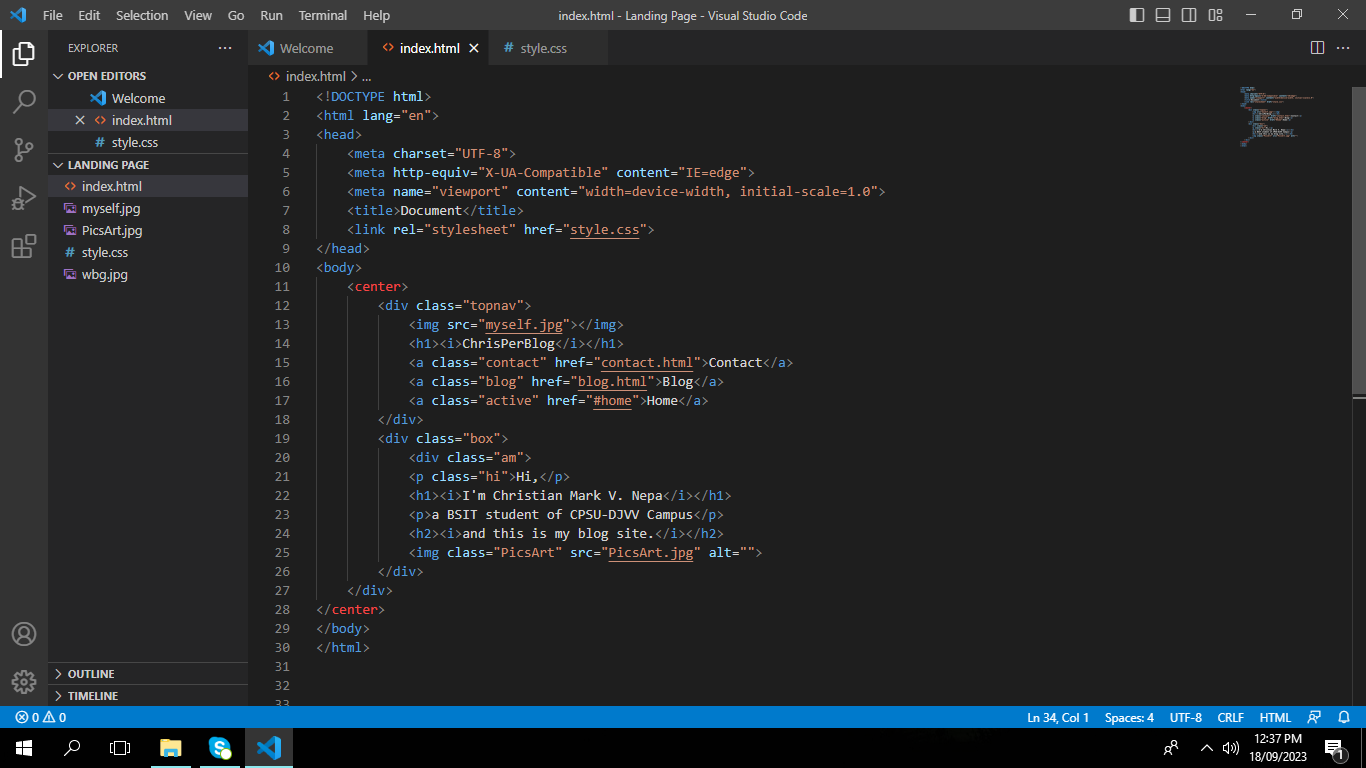 File Edit Selection View Go Run Terminal Help index.html - Landing Page - Visual Studio Code
EXPLORER
OPEN EDITORS
Welcome
index.html
style.css
LANDING PAGE
index.html
myself.jpg
PicsArt.jpg
style.css
wbg.jpg
OUTLINE
TIMELINE
Welcome index.html style.css
index.html > ...
1 <!DOCTYPE html>
2 <html lang="en">
3 <head>
4 <meta charset="UTF-8">
5 <meta http-equiv="X-UA-Compatible" content="IE=edge">
6 <meta name="viewport" content="width=device-width, initial-scale=1.0">
7 <title>Document</title>
8 <link rel="stylesheet" href="style.css">
9 </head>
10 <body>
11 <center>
12 <div class="topnav">
13 <img src="myself.jpg"></img>
14 <h1><i>ChrisPerBlog</i></h1>
15 <a class="contact" href="contact.html">Contact</a>
16 <a class="blog" href="blog.html">Blog</a>
17 <a class="active" href="#home">Home</a>
18 </div>
19 <div class="box">
20 <div class="am">
21 <p class="hi">Hi,</p>
22 <h1><i>I'm Christian Mark V. Nepa</i></h1>
23 <p>a BSIT student of CPSU-DJVV Campus</p>
24 <h2><i>and this is my blog site.</i></h2>
25 <img class="PicsArt" src="PicsArt.jpg" alt="">
26 </div>
27 </div>
28 </center>
29 </body>
30 </html>
31
32
33
0 0 Ln 34, Col 1 Spaces: 4 UTF-8 CRLF HTML
12:37 PM
18/09/2023
1